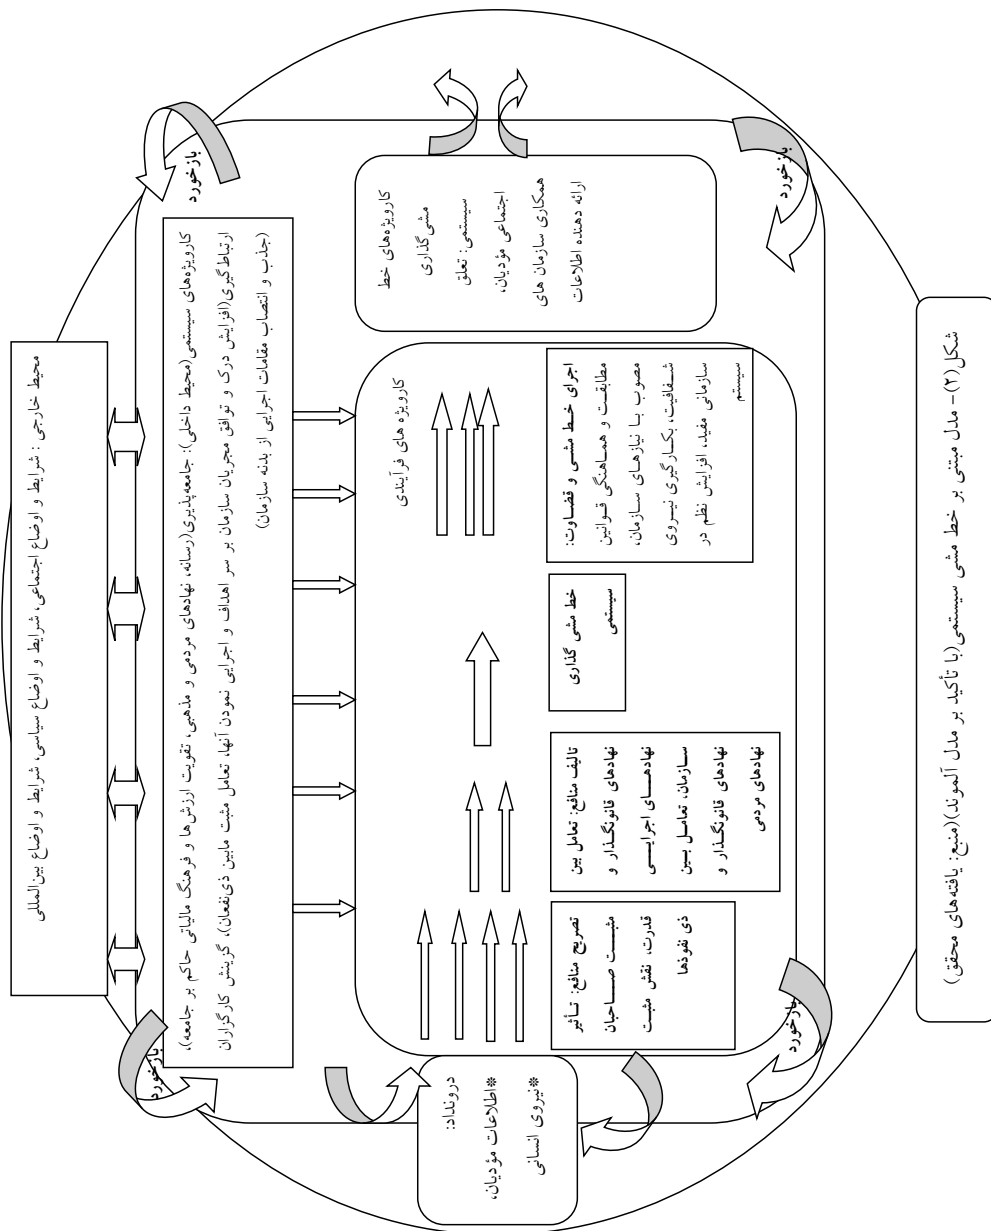 محیط خارجی : شرایط و اوضاع اجتماعی، شرایط و اوضاع سیاسی، شرایط و اوضاع بین‌المللی
بازخورد
بازخورد
کارویژه‌های سیستمی(محیط داخلی): جامعه‌پذیری(رسانه، نهادهای مردمی و مذهبی، تقویت ارزش‌ها و فرهنگ مالیاتی حاکم بر جامعه)،
ارتباط‌گیری(افزایش درک و توافق مجریان سازمان بر سر اهداف و اجرایی نمودن آنها، تعامل مثبت مابین ذی‌نفعان)، گزینش کارگزاران
(جذب و انتصاب مقامات اجرایی از بدنه سازمان)
کارویژه‌های خط
مشی‌گذاری
سیستمی: تعلق
اجتماعی مؤدیان،
همکاری سازمان های
ارائه دهنده اطلاعات
کارویژه های فرآیندی
اجرای خط مشی و قضاوت:
مطابقت و هماهنگی قوانین
مصوب با نیازهای سازمان،
شفافیت، بکارگیری نیروی
سازمانی مفید، افزایش نظم در
سیستم
خط مشی گذاری
سیستمی
تالیف منافع: تعامل بین
نهادهای قانونگذار و
نهادهای اجرایی
سازمان، تعامل بین
نهادهای قانونگذار و
نهادهای مردمی
تصریح منافع: تأثیر
مثبت صاحبان
قدرت، نقش مثبت
ذی نفوذها
درونداد:
*اطلاعات مؤدیان،
*نیروی انسانی
بازخورد
بازخورد
شکل(۲)- مدل مبتنی بر خط مشی سیستمی(با تأکید بر مدل آلموند)(منبع: یافته‌های محقق)